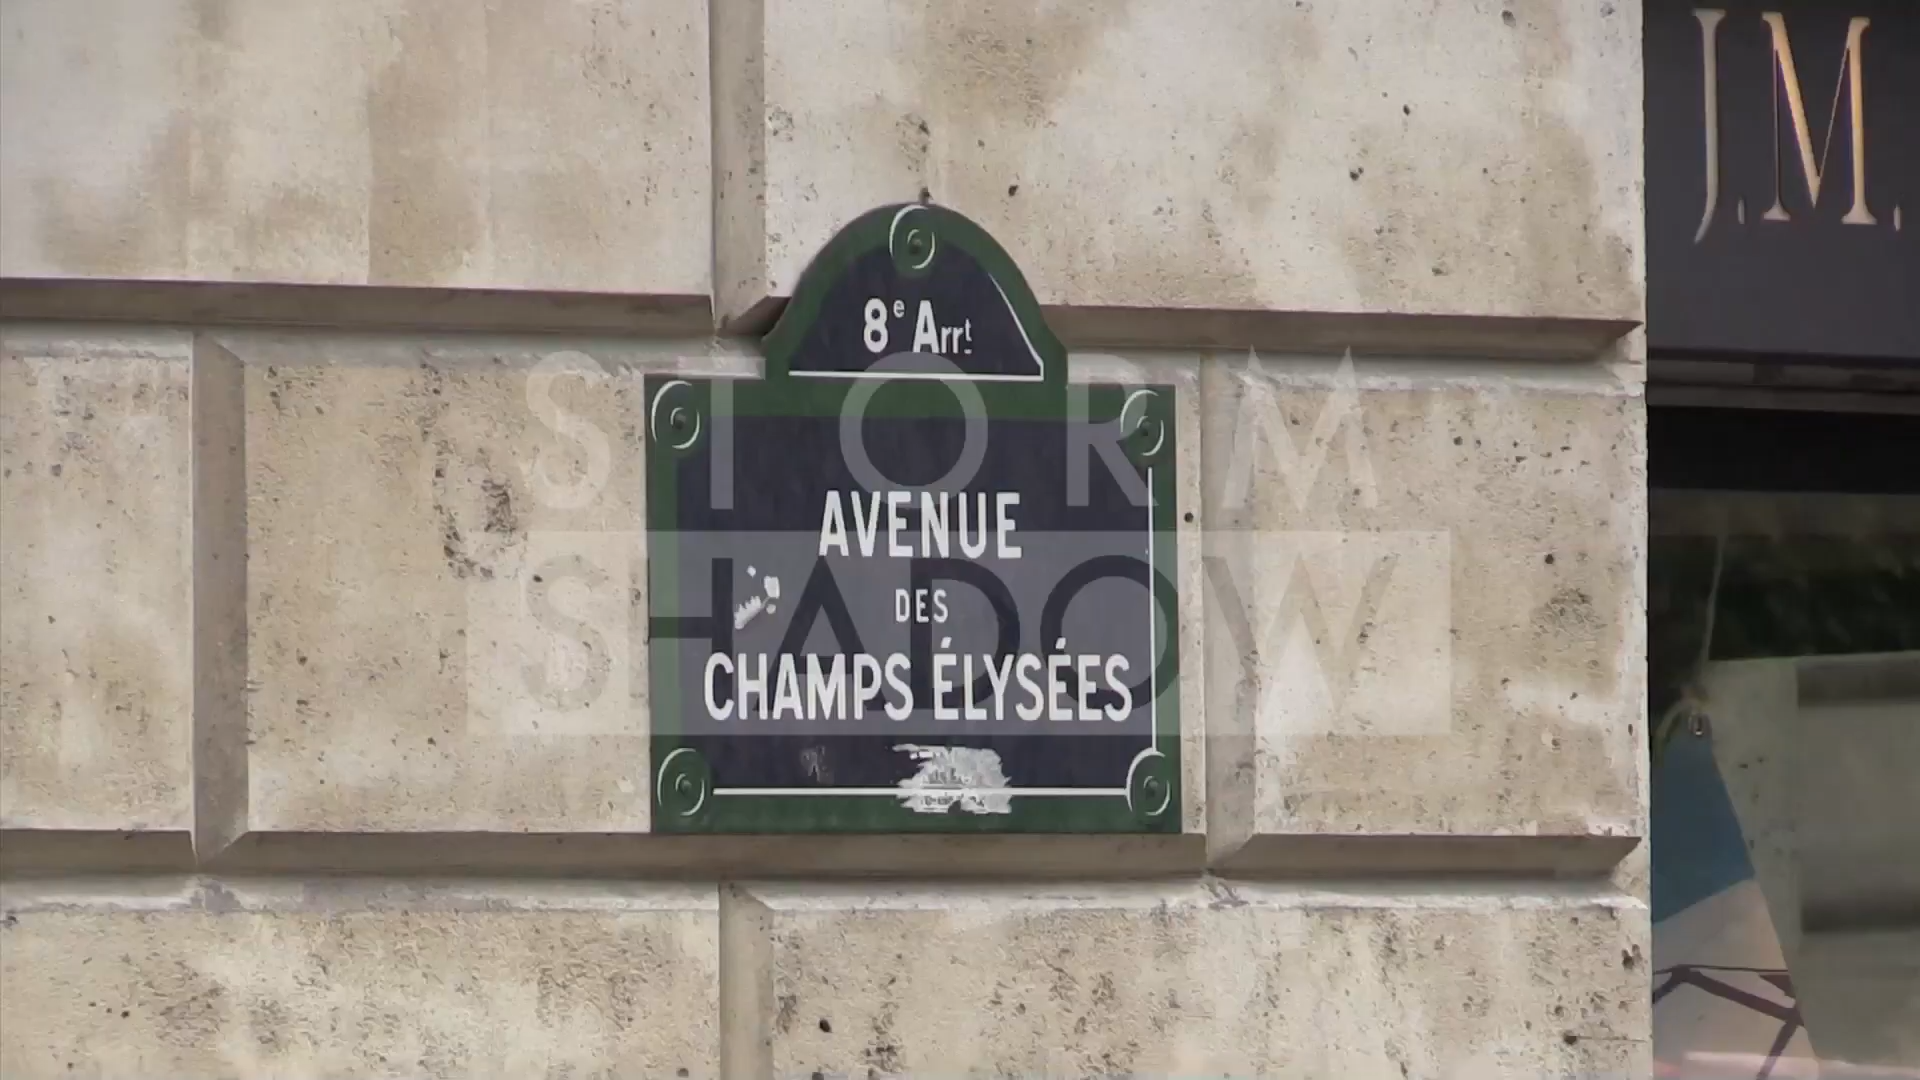 J.M.
8e Arrt
AVENUE
DES
CHAMPS ÉLYSÉES
STORM
SHADOW